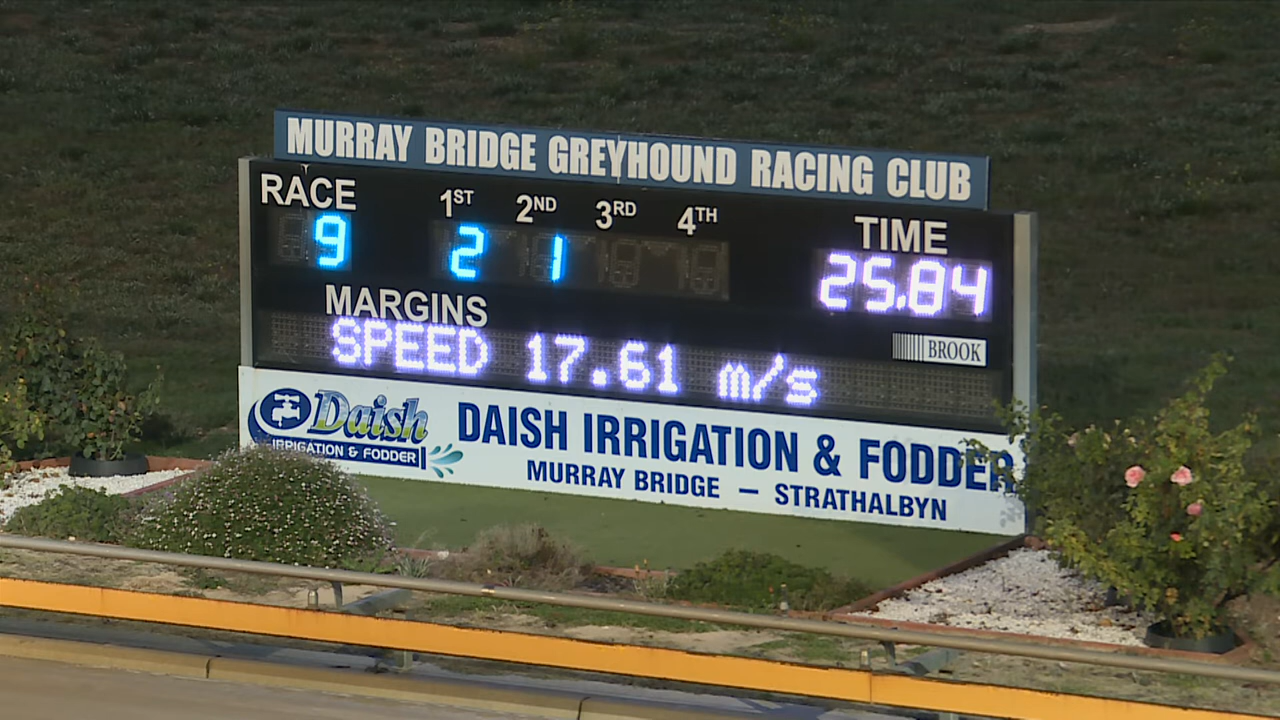 MURRAY BRIDGE GREYHOUND RACING CLUB
RACE 1ST 2ND 3RD 4TH TIME
9 2 1 25.84
MARGINS
SPEED 17.61 m/s
BROOK
Daish
IRRIGATION & FODDER
DAISH IRRIGATION & FODDER
MURRAY BRIDGE – STRATHALBYN